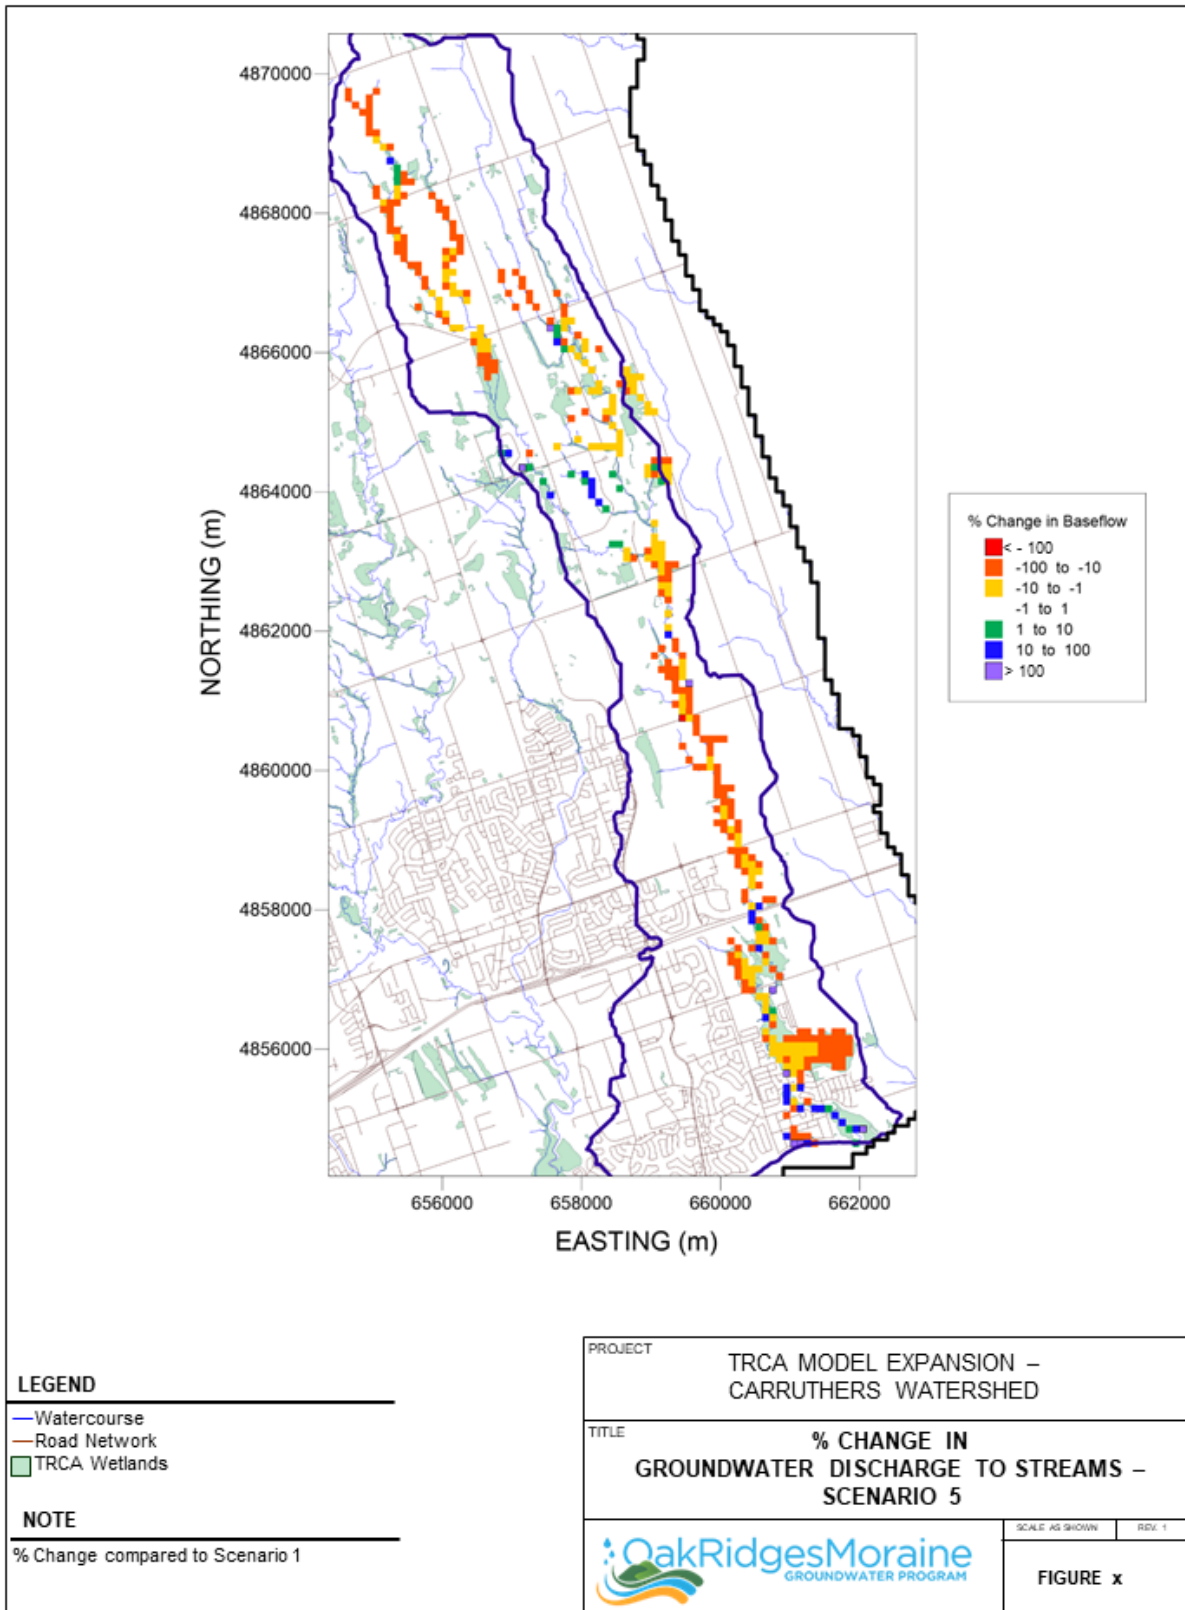 4870000
4868000
4866000
4864000
4862000
4860000
4858000
4856000
NORTHING (m)
656000
658000
660000
662000
EASTING (m)
% Change in Baseflow
< - 100
-100 to -10
-10 to -1
-1 to 1
1 to 10
10 to 100
> 100
LEGEND
Watercourse
Road Network
TRCA Wetlands
NOTE
% Change compared to Scenario 1
PROJECT
TRCA MODEL EXPANSION –
CARRUTHERS WATERSHED
TITLE
% CHANGE IN
GROUNDWATER DISCHARGE TO STREAMS –
SCENARIO 5
OakRidgesMoraine
GROUNDWATER PROGRAM
SCALE AS SHOWN
REV. 1
FIGURE x